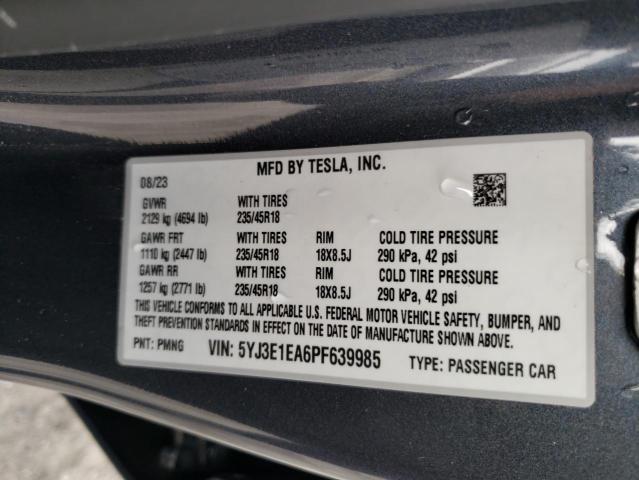 MFD BY TESLA, INC.
08/23
GVWR WITH TIRES
2129 kg (4694 lb) 235/45R18
GAWR FRT WITH TIRES RIM COLD TIRE PRESSURE
1110 kg (2447 lb) 235/45R18 18X8.5J 290 kPa, 42 psi
GAWR RR WITH TIRES RIM COLD TIRE PRESSURE
1257 kg (2771 lb) 235/45R18 18X8.5J 290 kPa, 42 psi
THIS VEHICLE CONFORMS TO ALL APPLICABLE U.S. FEDERAL MOTOR VEHICLE SAFETY, BUMPER, AND
THEFT PREVENTION STANDARDS IN EFFECT ON THE DATE OF MANUFACTURE SHOWN ABOVE.
PNT: PMNG VIN: 5YJ3E1EA6PF639985 TYPE: PASSENGER CAR